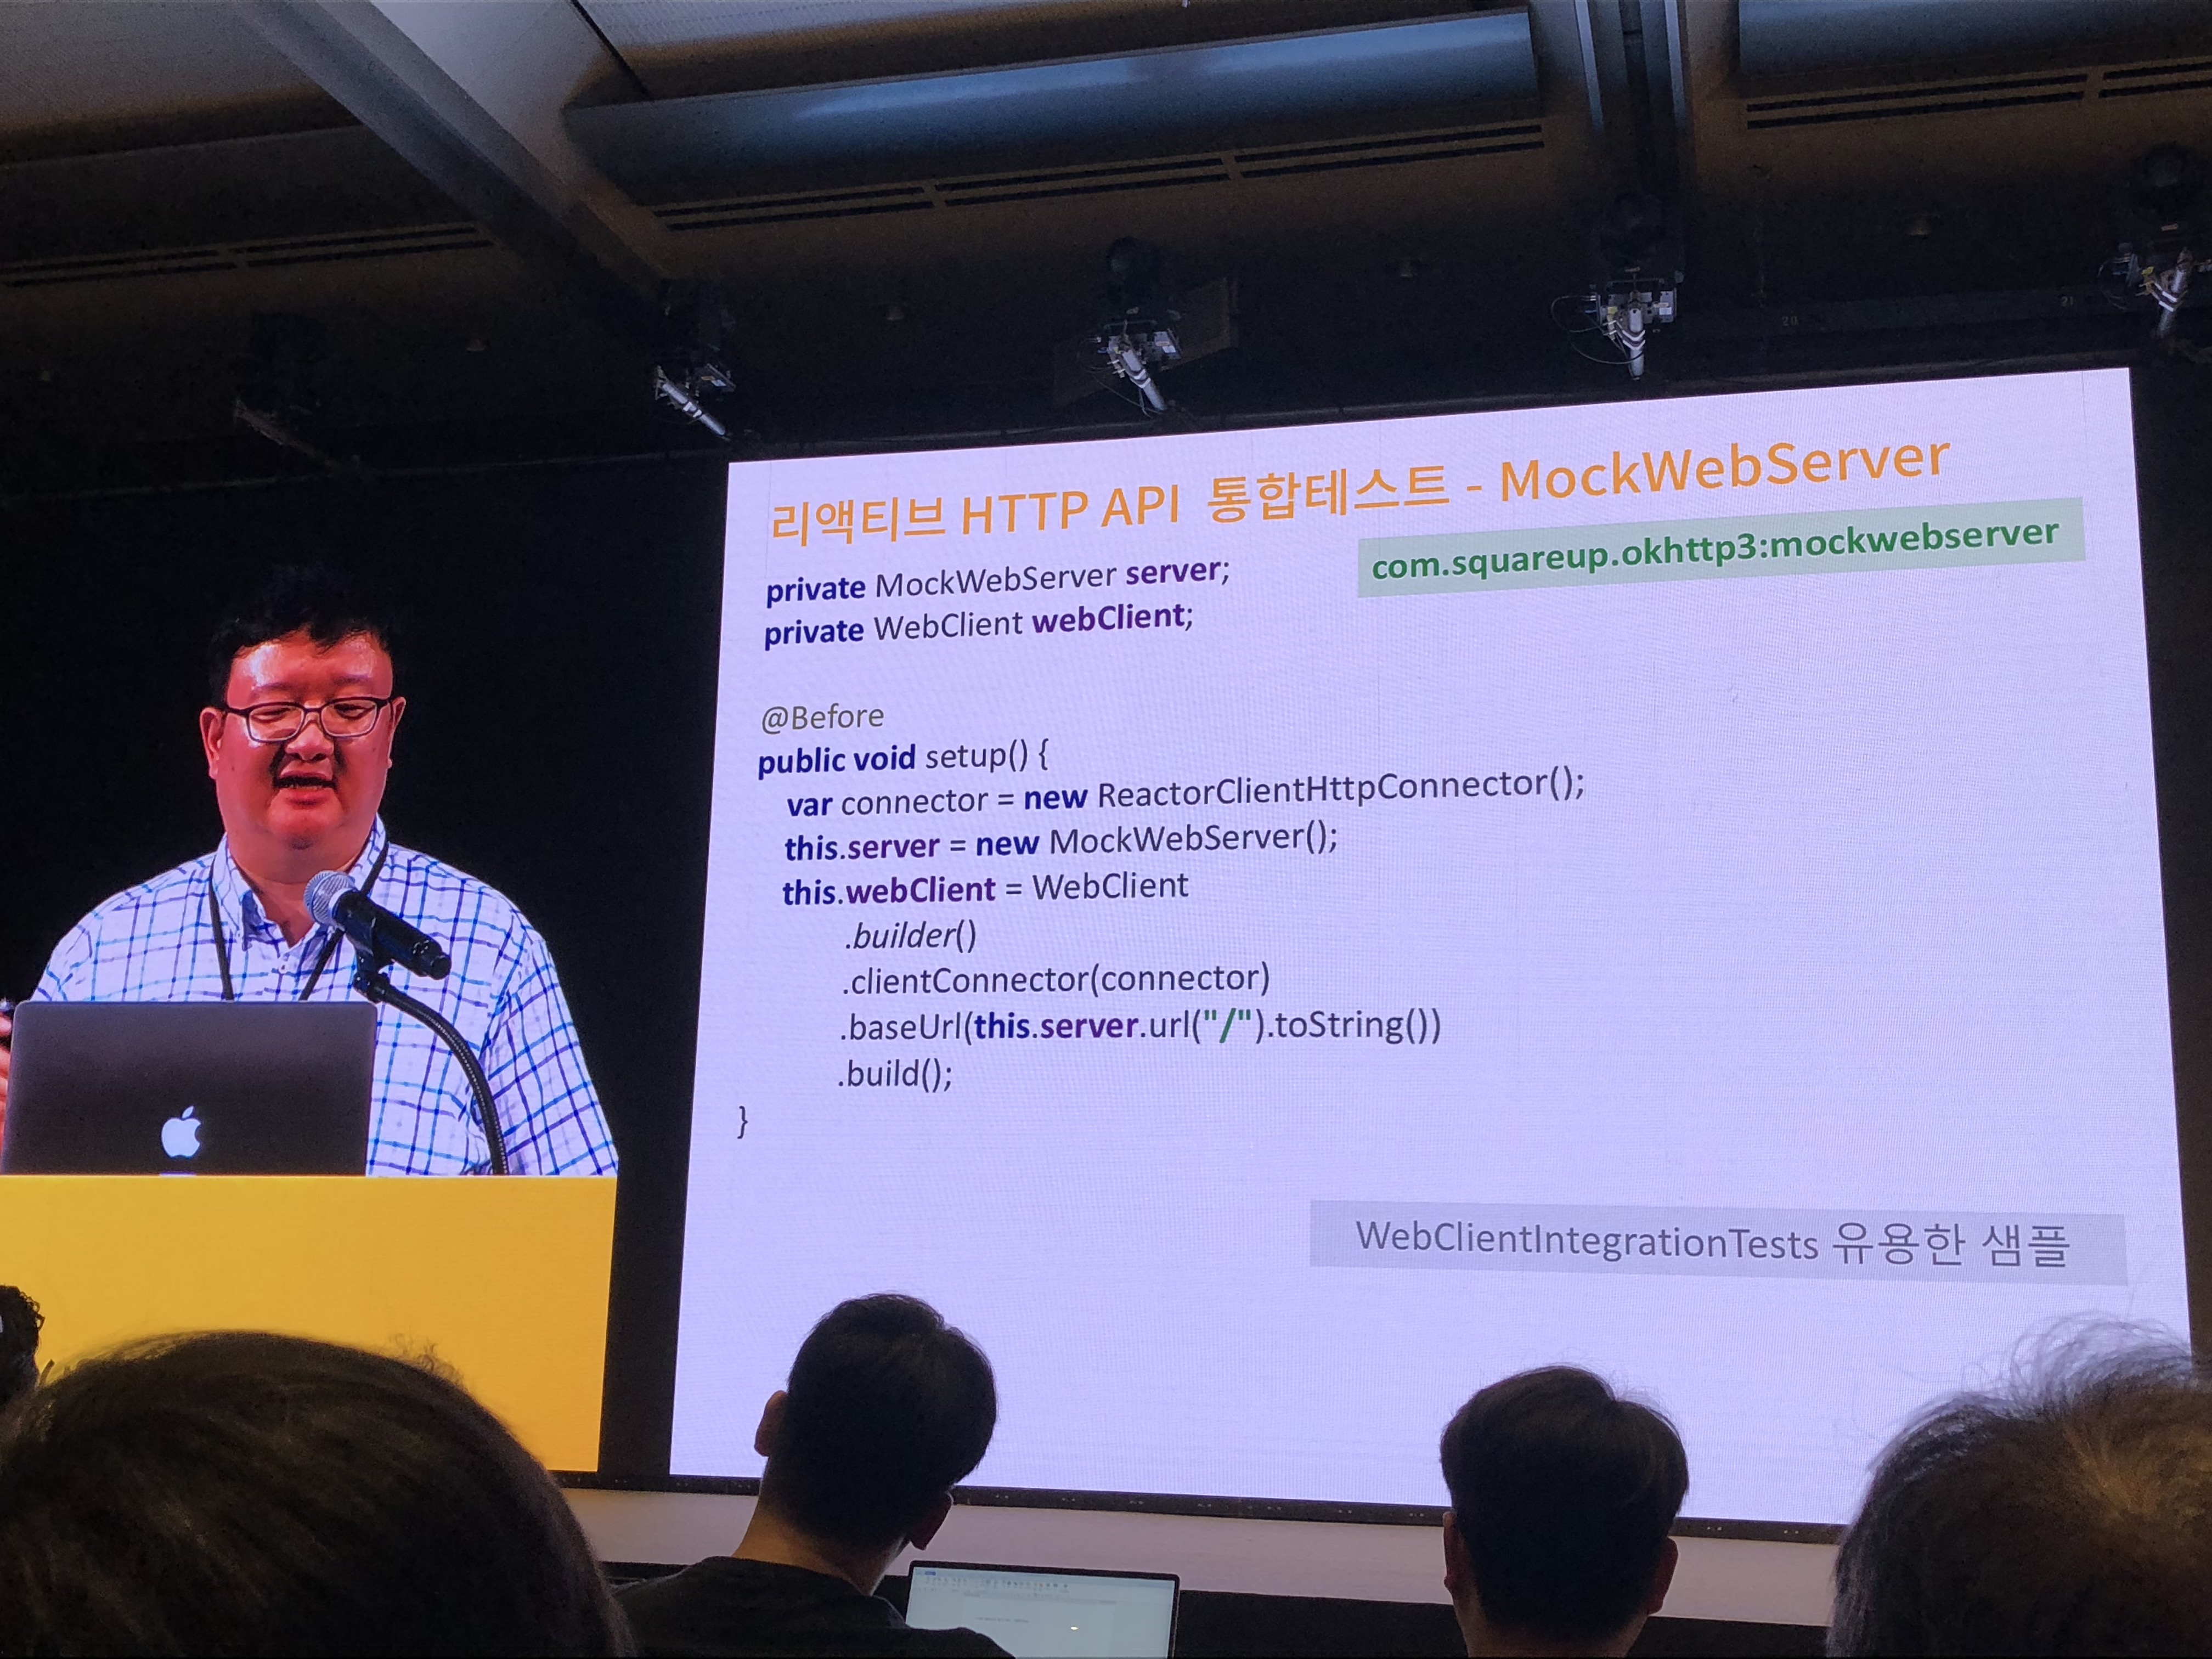 리액티브 HTTP API 통합테스트 - MockWebServer
com.squareup.okhttp3:mockwebserver
private MockWebServer server;
private WebClient webClient;
@Before
public void setup() {
var connector = new ReactorClientHttpConnector();
this.server = new MockWebServer();
this.webClient = WebClient
.builder()
.clientConnector(connector)
.baseUrl(this.server.url("/").toString())
.build();
}
WebClientIntegrationTests 유용한 샘플
20
21